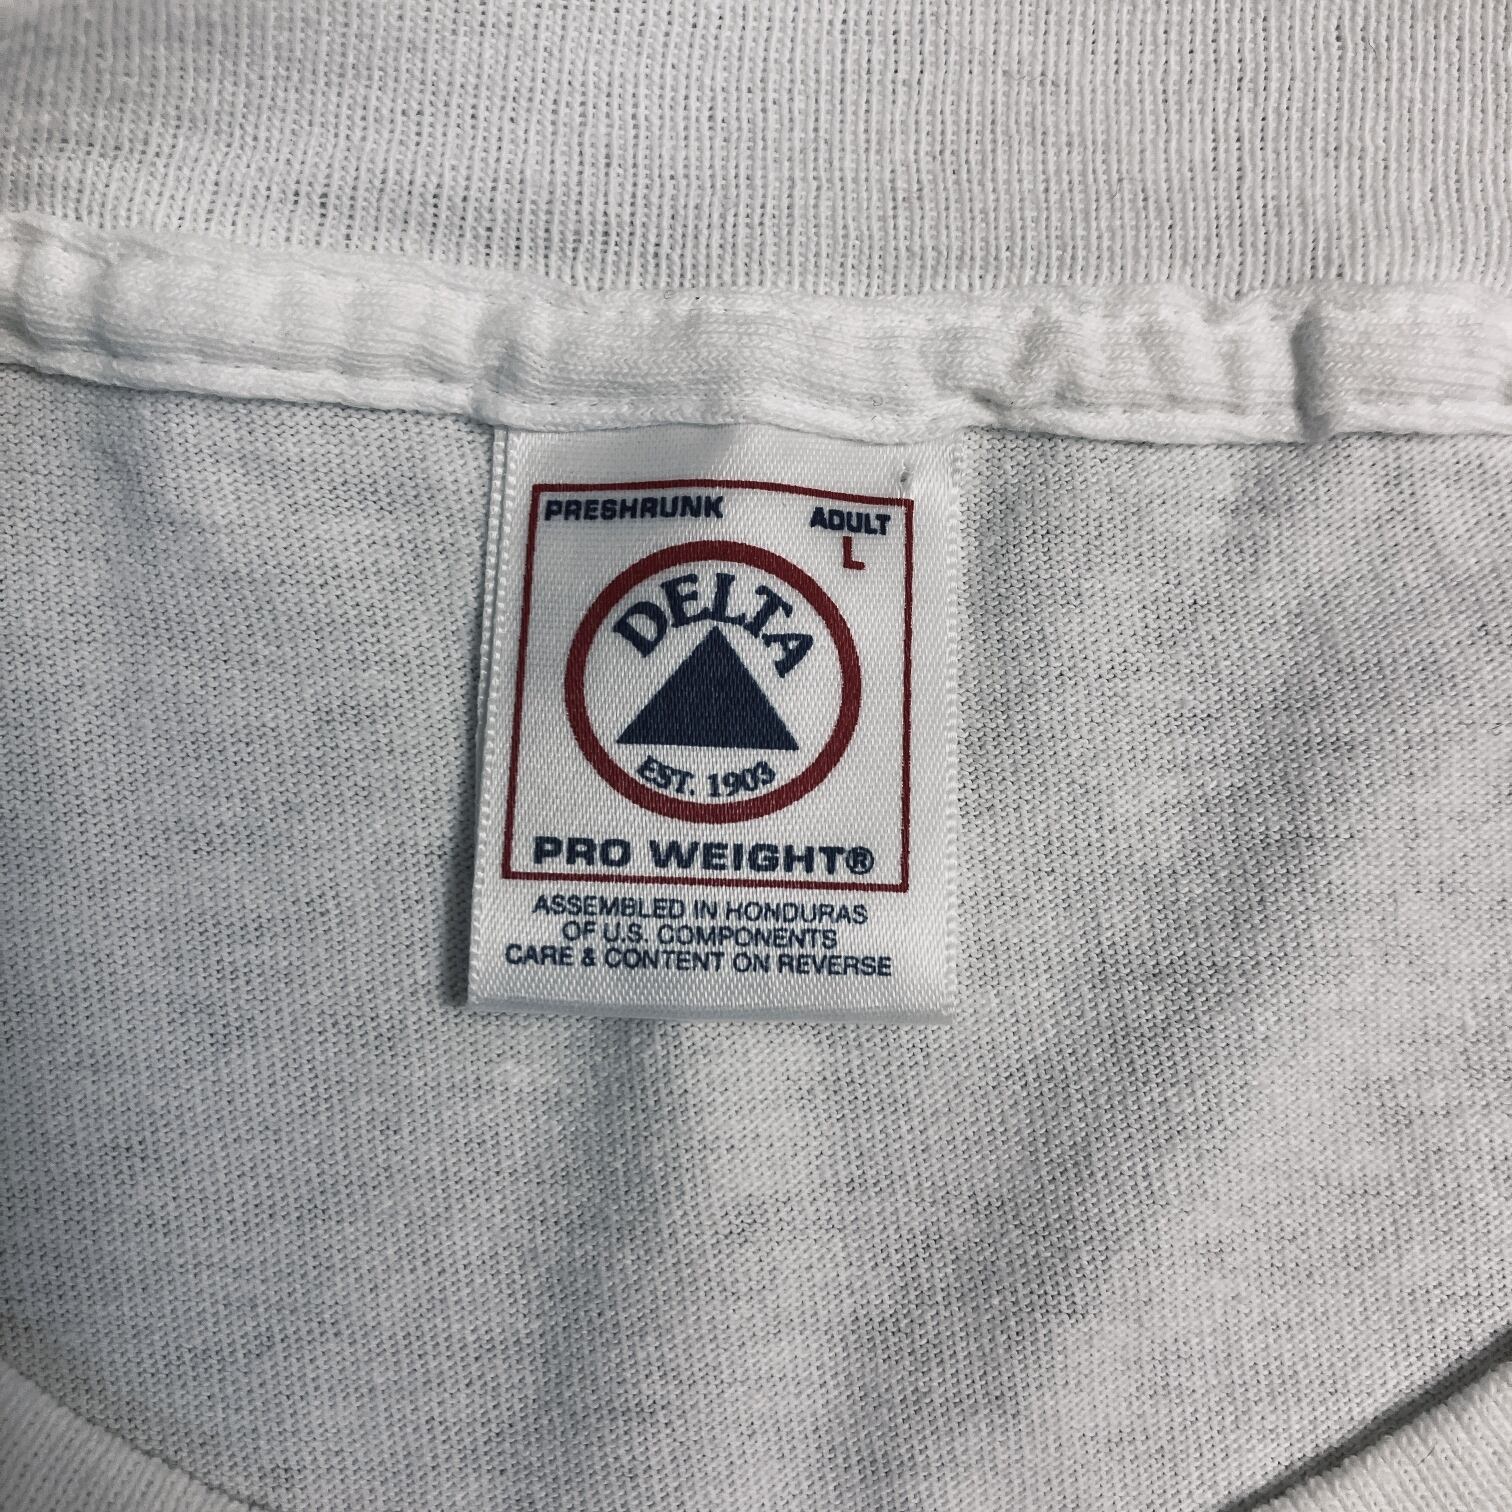 PRESHRUNK ADULT
L
DELTA
EST. 1903
PRO WEIGHT®
ASSEMBLED IN HONDURAS
OF U.S. COMPONENTS
CARE & CONTENT ON REVERSE